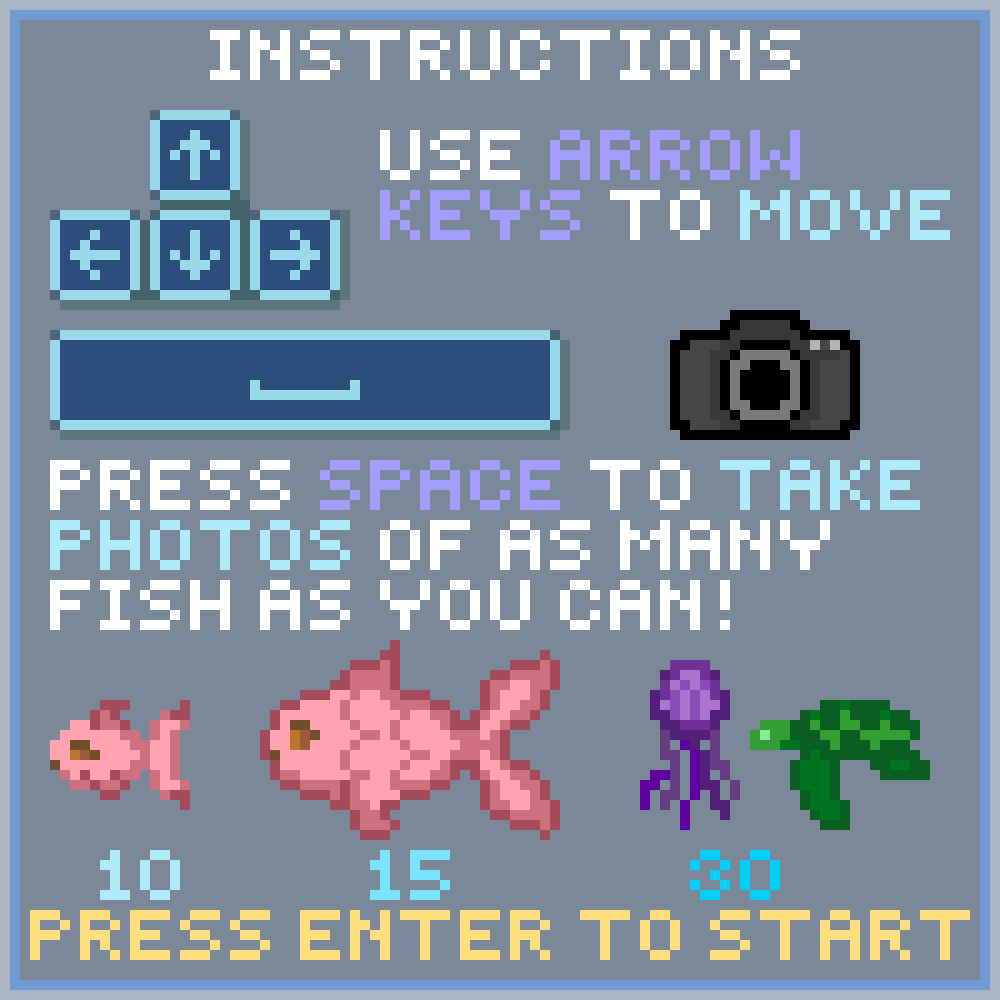 INSTRUCTIONS
USE ARROW
KEYS TO MOVE
PRESS SPACE TO TAKE
PHOTOS OF AS MANY
FISH AS YOU CAN!
10 15 30
PRESS ENTER TO START